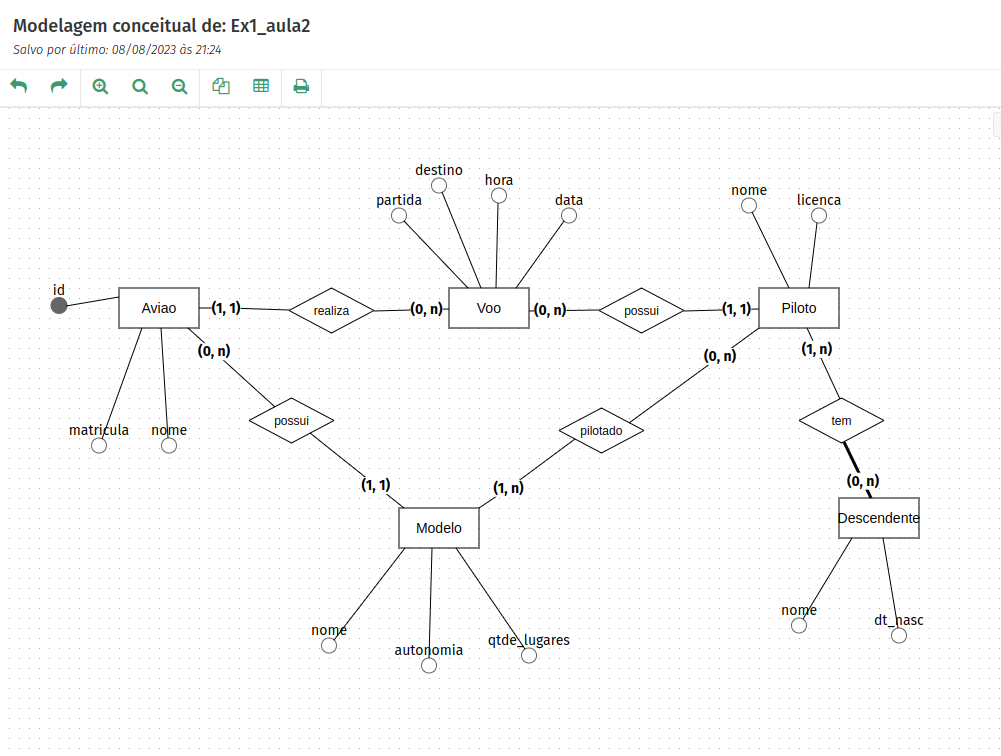 Modelagem conceitual de: Ex1_aula2
Salvo por último: 08/08/2023 às 21:24
destino
hora
partida
data
nome
licenca
id
Aviao
(1, 1)
realiza
(0, n)
Voo
(0, n)
possui
(1, 1)
Piloto
(0, n)
(0, n)
(1, n)
matricula
nome
possui
pilotado
tem
(1, 1)
(1, n)
(0, n)
Modelo
Descendente
nome
autonomia
qtde_lugares
nome
dt_nasc